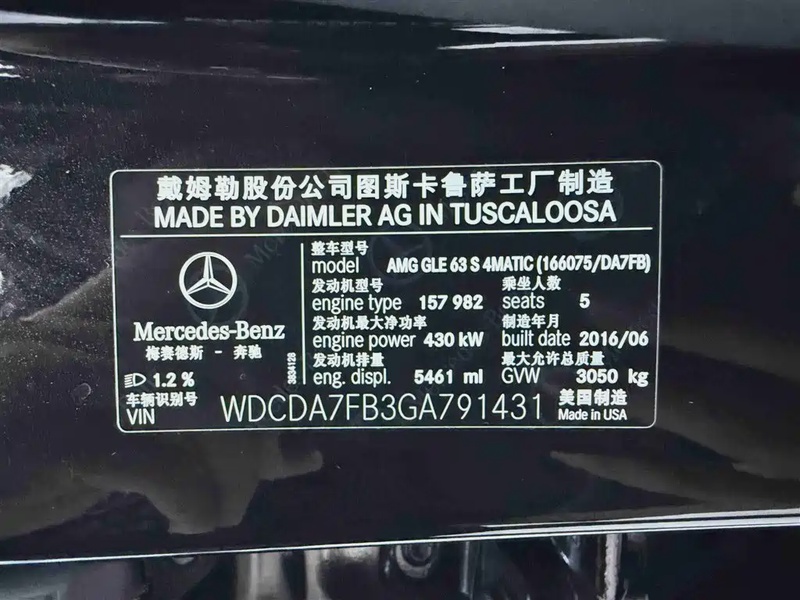 戴姆勒股份公司图斯卡鲁萨工厂制造
MADE BY DAIMLER AG IN TUSCALOOSA
整车型号
model AMG GLE 63 S 4MATIC (166075/DA7FB)
发动机型号 乘坐人数
engine type 157 982 seats 5
发动机最大净功率 制造年月
engine power 430 kW built date 2016/06
发动机排量 最大允许总质量
eng. displ. 5461 ml GVW 3050 kg
Mercedes-Benz
梅赛德斯 - 奔驰
1.2 %
3634128
车辆识别号
VIN WDCDA7FB3GA791431
美国制造
Made in USA